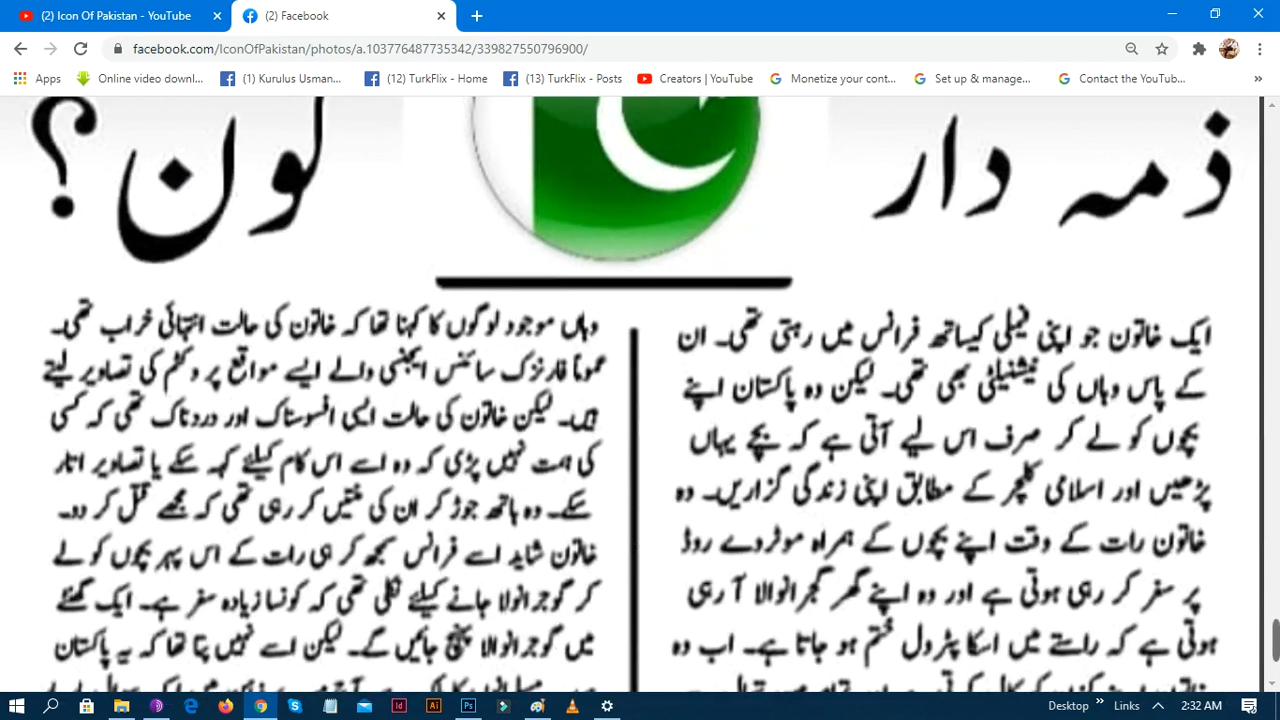 (2) Icon Of Pakistan - YouTube
(2) Facebook
facebook.com/IconOfPakistan/photos/a.103776487735342/339827550796900/
Apps
Online video downl...
(1) Kurulus Usman...
(12) TurkFlix - Home
(13) TurkFlix - Posts
Creators | YouTube
Monetize your cont...
Set up & manage...
Contact the YouTub...
»
ذمہ دار
کون؟
ایک خاتون جو اپنی فیملی کیساتھ فرانس میں رہتی تھی۔ ان
کے پاس وہاں کی نیشنیلٹی بھی تھی۔ لیکن وہ پاکستان اپنے
بچوں کو لے کر صرف اس لیے آتی ہے کہ بچے یہاں
پڑھیں اور اسلامی کلچر کے مطابق اپنی زندگی گزاریں۔ وہ
خاتون رات کے وقت اپنے بچوں کے ہمراہ موٹروے روڈ
پر سفر کر رہی ہوتی ہے اور وہ اپنے گھر گجرانوالا آ رہی
ہوتی ہے کہ راستے میں اسکا پٹرول ختم ہو جاتا ہے۔ اب وہ
وہاں موجود لوگوں کا کہنا تھا کہ خاتون کی حالت انتہائی خراب تھی۔
عموماً فارنزک سائنس ایجنسی والے ایسے مواقع پر وکٹم کی تصاویر لیتے
ہیں۔ لیکن خاتون کی حالت ایسی افسوسناک اور دردناک تھی کہ کسی
کی ہمت نہیں پڑی کہ وہ اسے اس کام کیلئے کہہ سکے یا تصاویر اتار
سکے۔ وہ ہاتھ جوڑ کر ان کی منتیں کر رہی تھی کہ مجھے قتل کر دو۔
خاتون شاید اسے فرانس سمجھ کر ہی رات کے اس پہر بچوں کو لے
کر گوجرانولا جانے کیلئے نکلی تھی کہ کونسا زیادہ سفر ہے۔ ایک گھنٹے
میں گوجرانوالا پہنچ جائیں گے۔ لیکن اسے نہیں پتا تھا کہ یہ پاکستان
Desktop
»
Links
2:32 AM